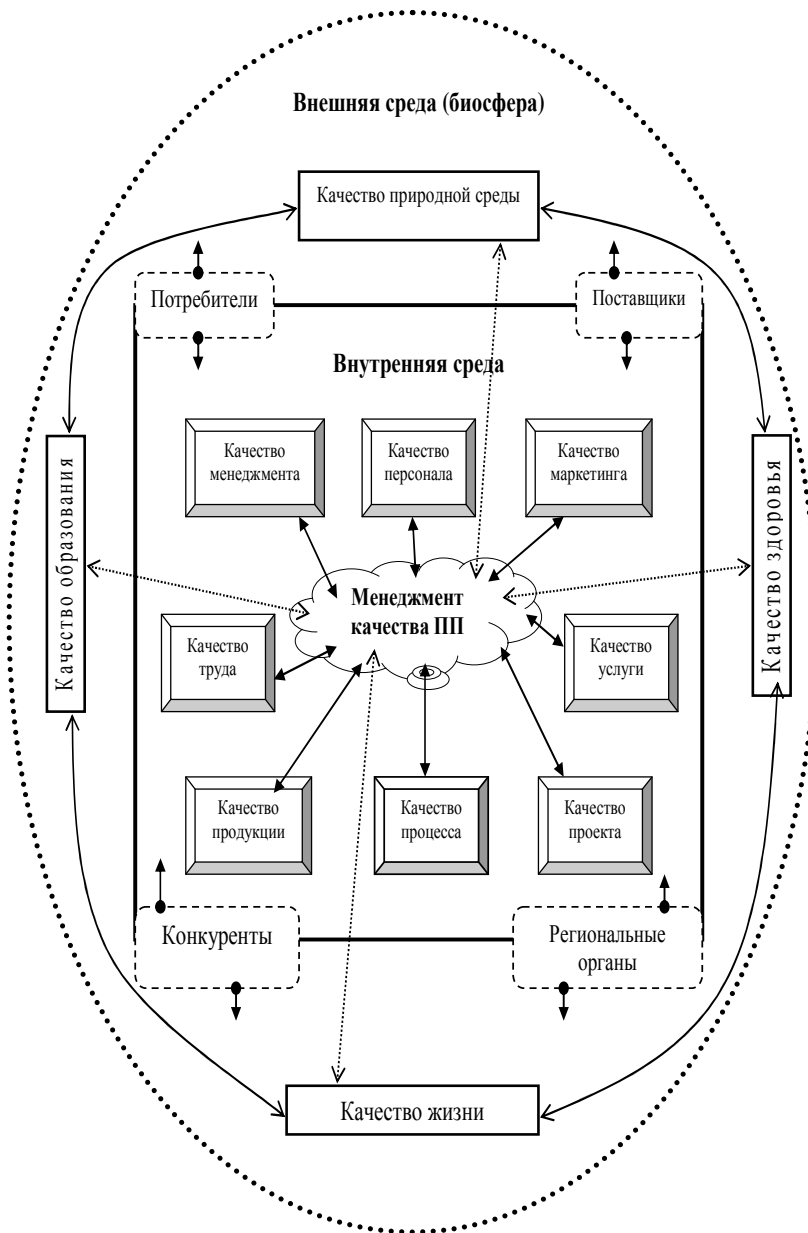 Внешняя среда (биосфера)
Качество природной среды
Потребители
Поставщики
Внутренняя среда
Качество
менеджмента
Качество
персонала
Качество
маркетинга
Качество образования
Качество здоровья
Менеджмент
качества ПП
Качество
труда
Качество
услуги
Качество
продукции
Качество
процесса
Качество
проекта
Конкуренты
Региональные
органы
Качество жизни